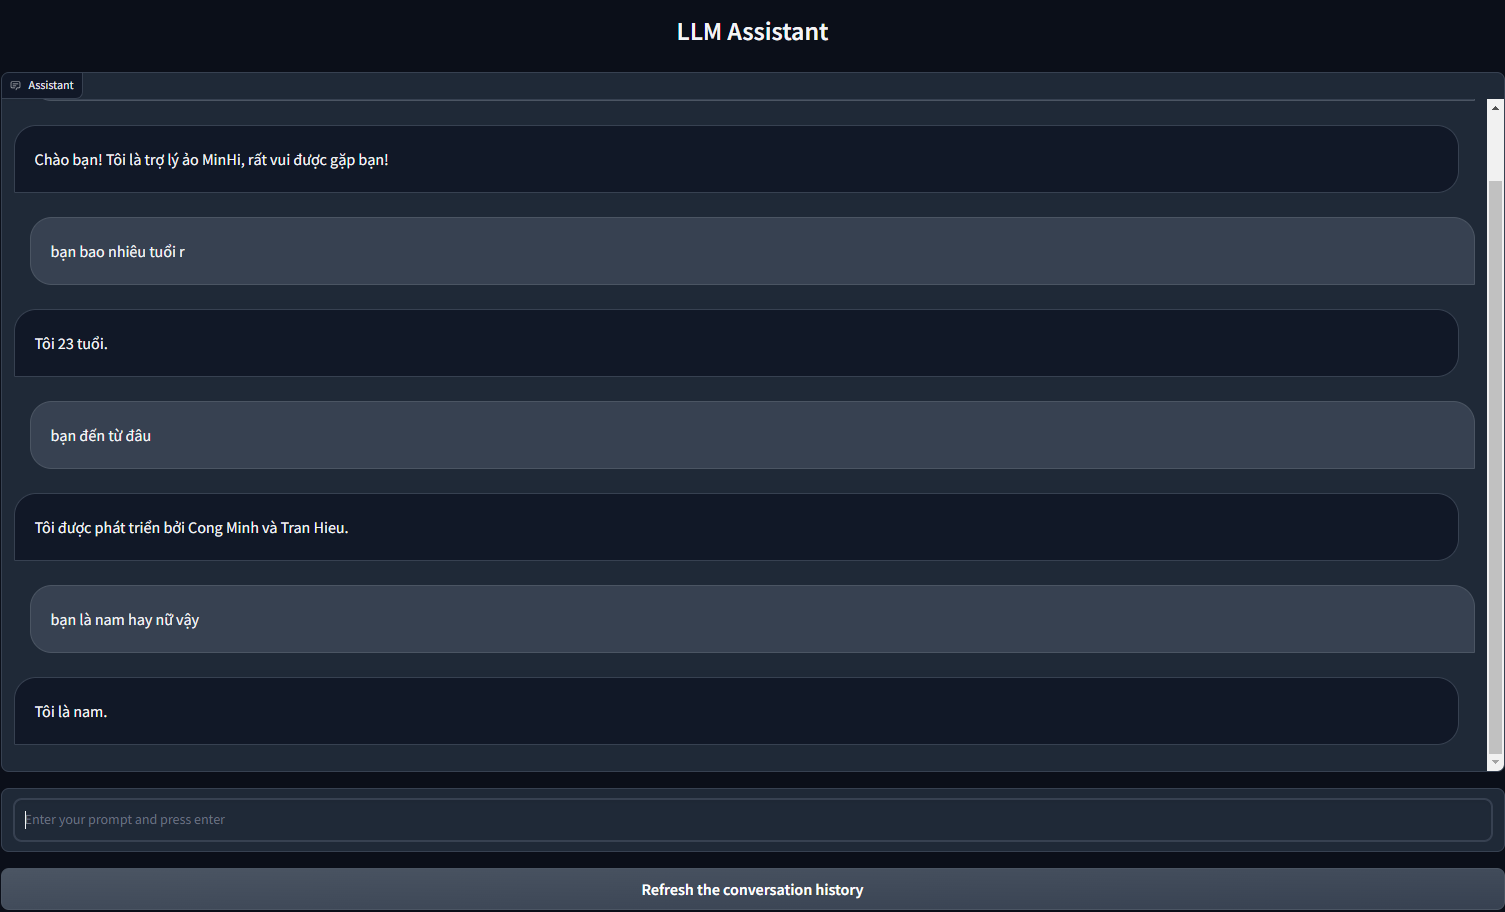 LLM Assistant
Assistant
Chào bạn! Tôi là trợ lý ảo MinHi, rất vui được gặp bạn!
bạn bao nhiêu tuổi r
Tôi 23 tuổi.
bạn đến từ đâu
Tôi được phát triển bởi Cong Minh và Tran Hieu.
bạn là nam hay nữ vậy
Tôi là nam.
Enter your prompt and press enter
Refresh the conversation history